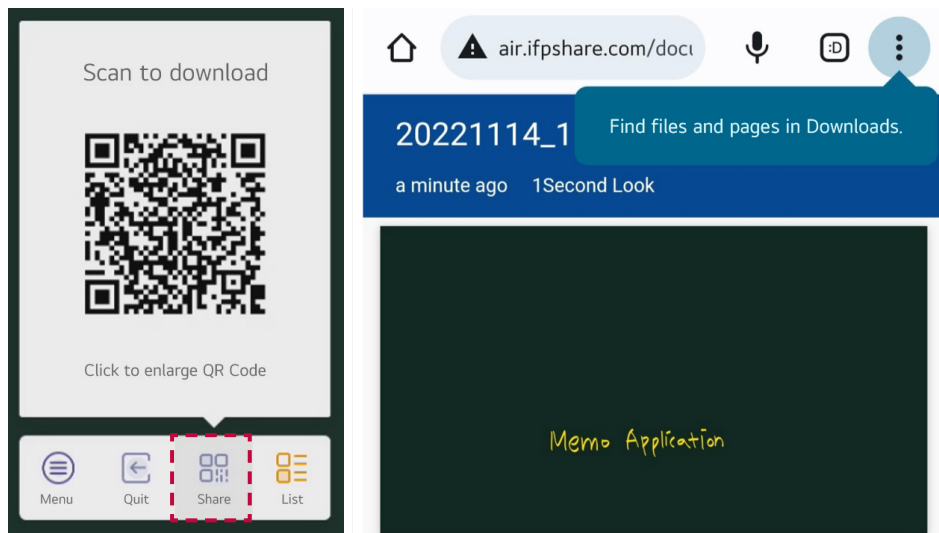 Scan to download
Click to enlarge QR Code
Menu
Quit
Share
List
air.ifpshare.com/docu
:D
Find files and pages in Downloads.
20221114_1
a minute ago 1Second Look
Memo Application